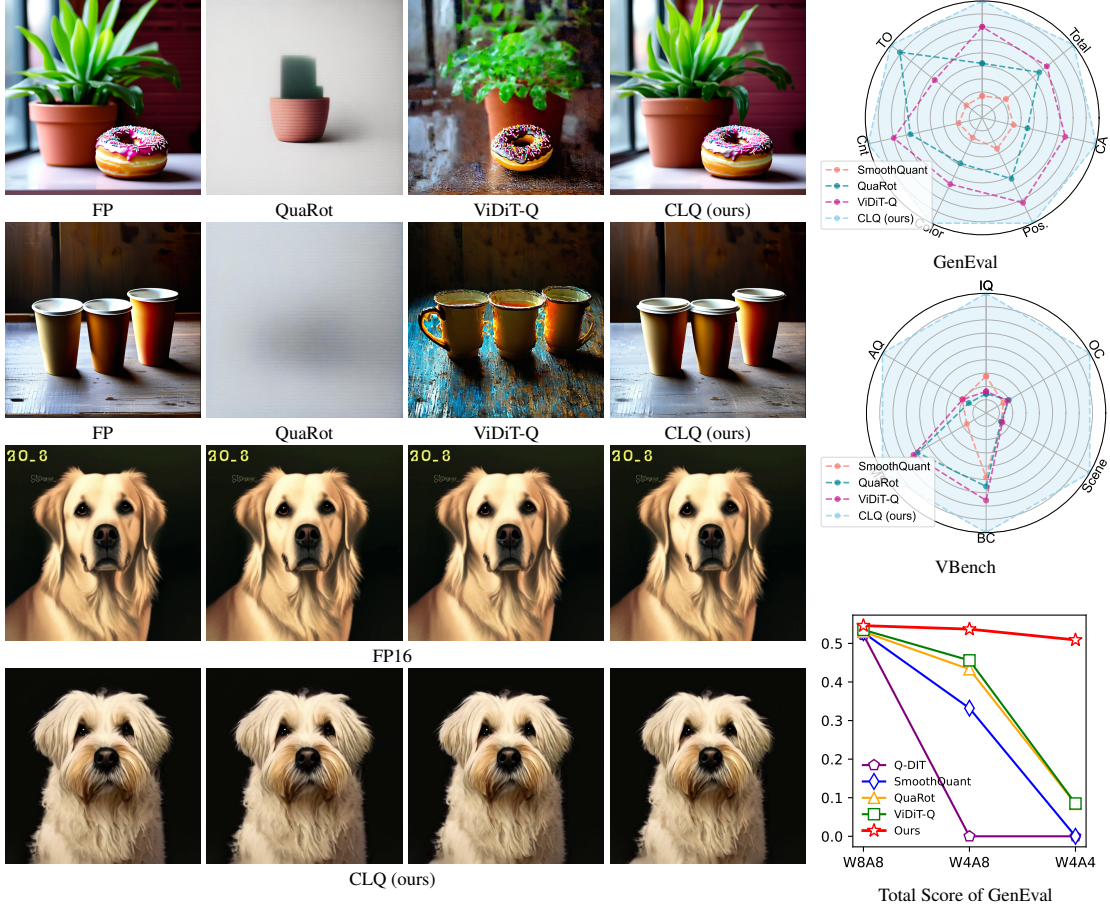 FP
QuaRot
ViDiT-Q
CLQ (ours)
FP
QuaRot
ViDiT-Q
CLQ (ours)
20_8
20_8
20_8
20_8
FP16
CLQ (ours)
TO
Total
CA
Pos.
Cnt
SmoothQuant
QuaRot
ViDiT-Q
CLQ (ours)
GenEval
IQ
AQ
OC
Scene
BC
SmoothQuant
QuaRot
ViDiT-Q
CLQ (ours)
VBench
0.5
0.4
0.3
0.2
0.1
0.0
Q-DIT
SmoothQuant
QuaRot
ViDiT-Q
Ours
W8A8
W4A8
W4A4
Total Score of GenEval